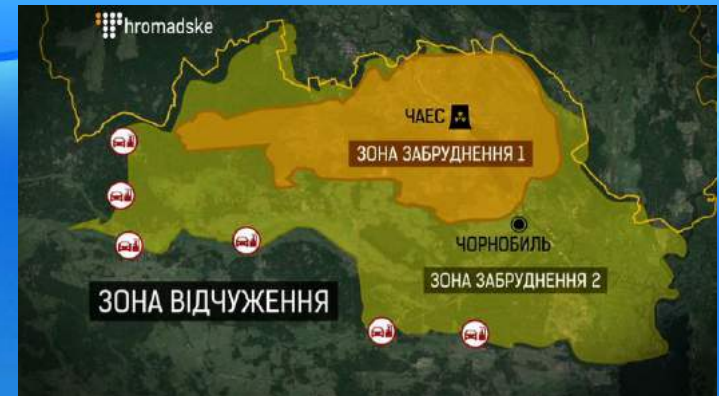 hromadske
ЧАЕС
ЗОНА ЗАБРУДНЕННЯ 1
ЧОРНОБИЛЬ
ЗОНА ЗАБРУДНЕННЯ 2
ЗОНА ВІДЧУЖЕННЯ